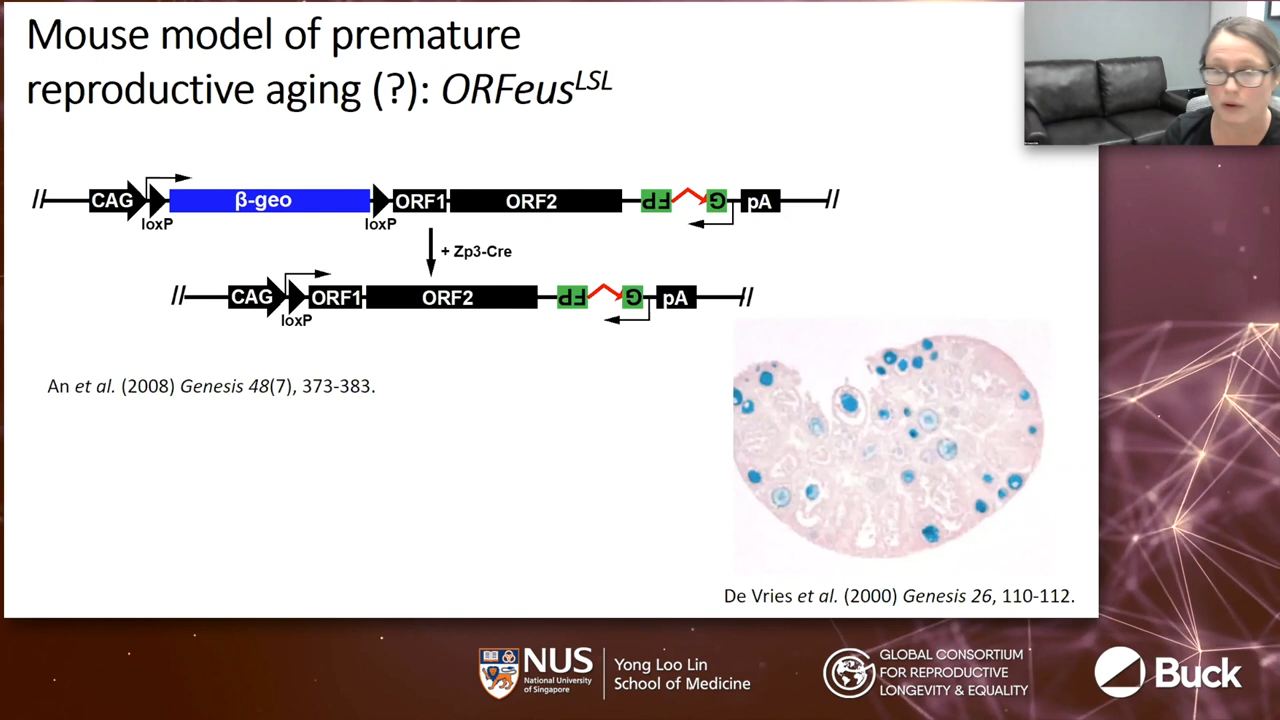 Mouse model of premature
reproductive aging (?): ORFeusLSL
CAG β-geo ORF1 ORF2 FP G pA
loxP loxP
+ Zp3-Cre
CAG ORF1 ORF2 FP G pA
loxP
An et al. (2008) Genesis 48(7), 373-383.
De Vries et al. (2000) Genesis 26, 110-112.
NUS
National University
of Singapore
Yong Loo Lin
School of Medicine
GLOBAL CONSORTIUM
FOR REPRODUCTIVE
LONGEVITY & EQUALITY
Buck